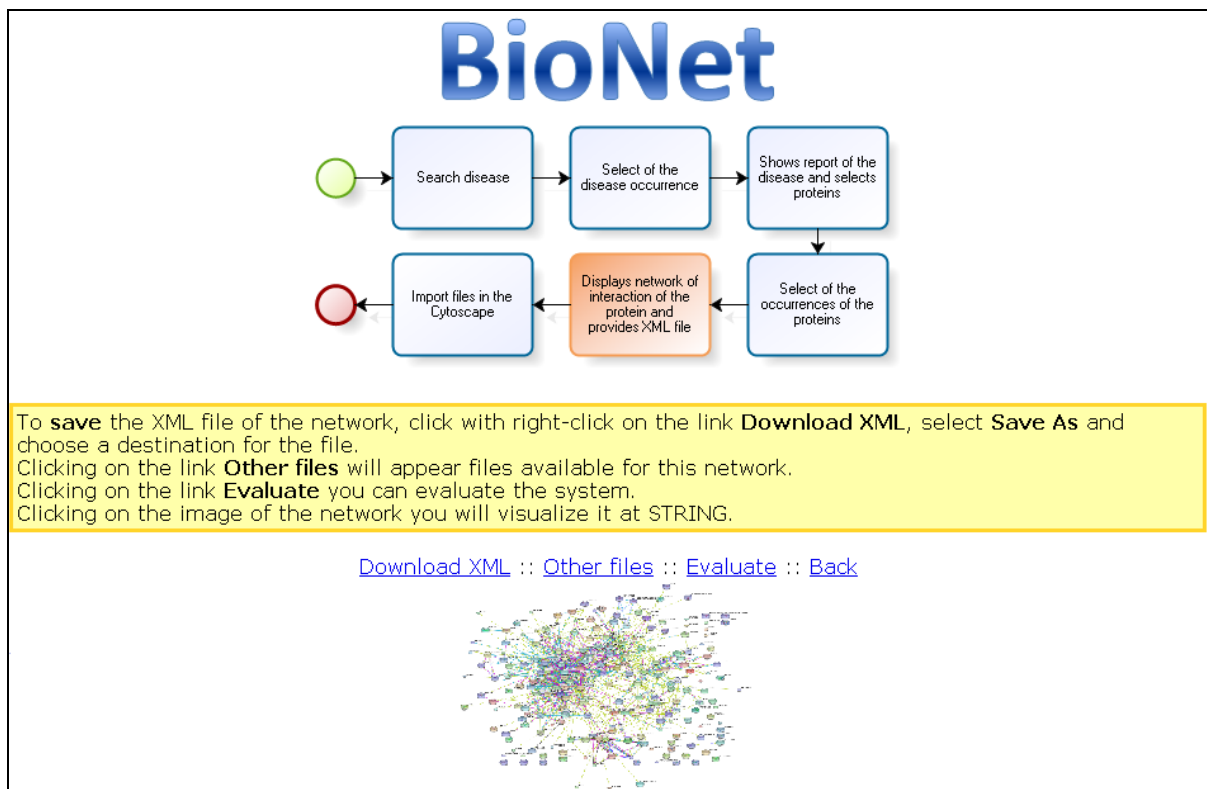 BioNet
Search disease
Select of the
disease occurrence
Shows report of the
disease and selects
proteins
Select of the
occurrences of the
proteins
Displays network of
interaction of the
protein and
provides XML file
Import files in the
Cytoscape
To save the XML file of the network, click with right-click on the link Download XML, select Save As and
choose a destination for the file.
Clicking on the link Other files will appear files available for this network.
Clicking on the link Evaluate you can evaluate the system.
Clicking on the image of the network you will visualize it at STRING.
Download XML :: Other files :: Evaluate :: Back